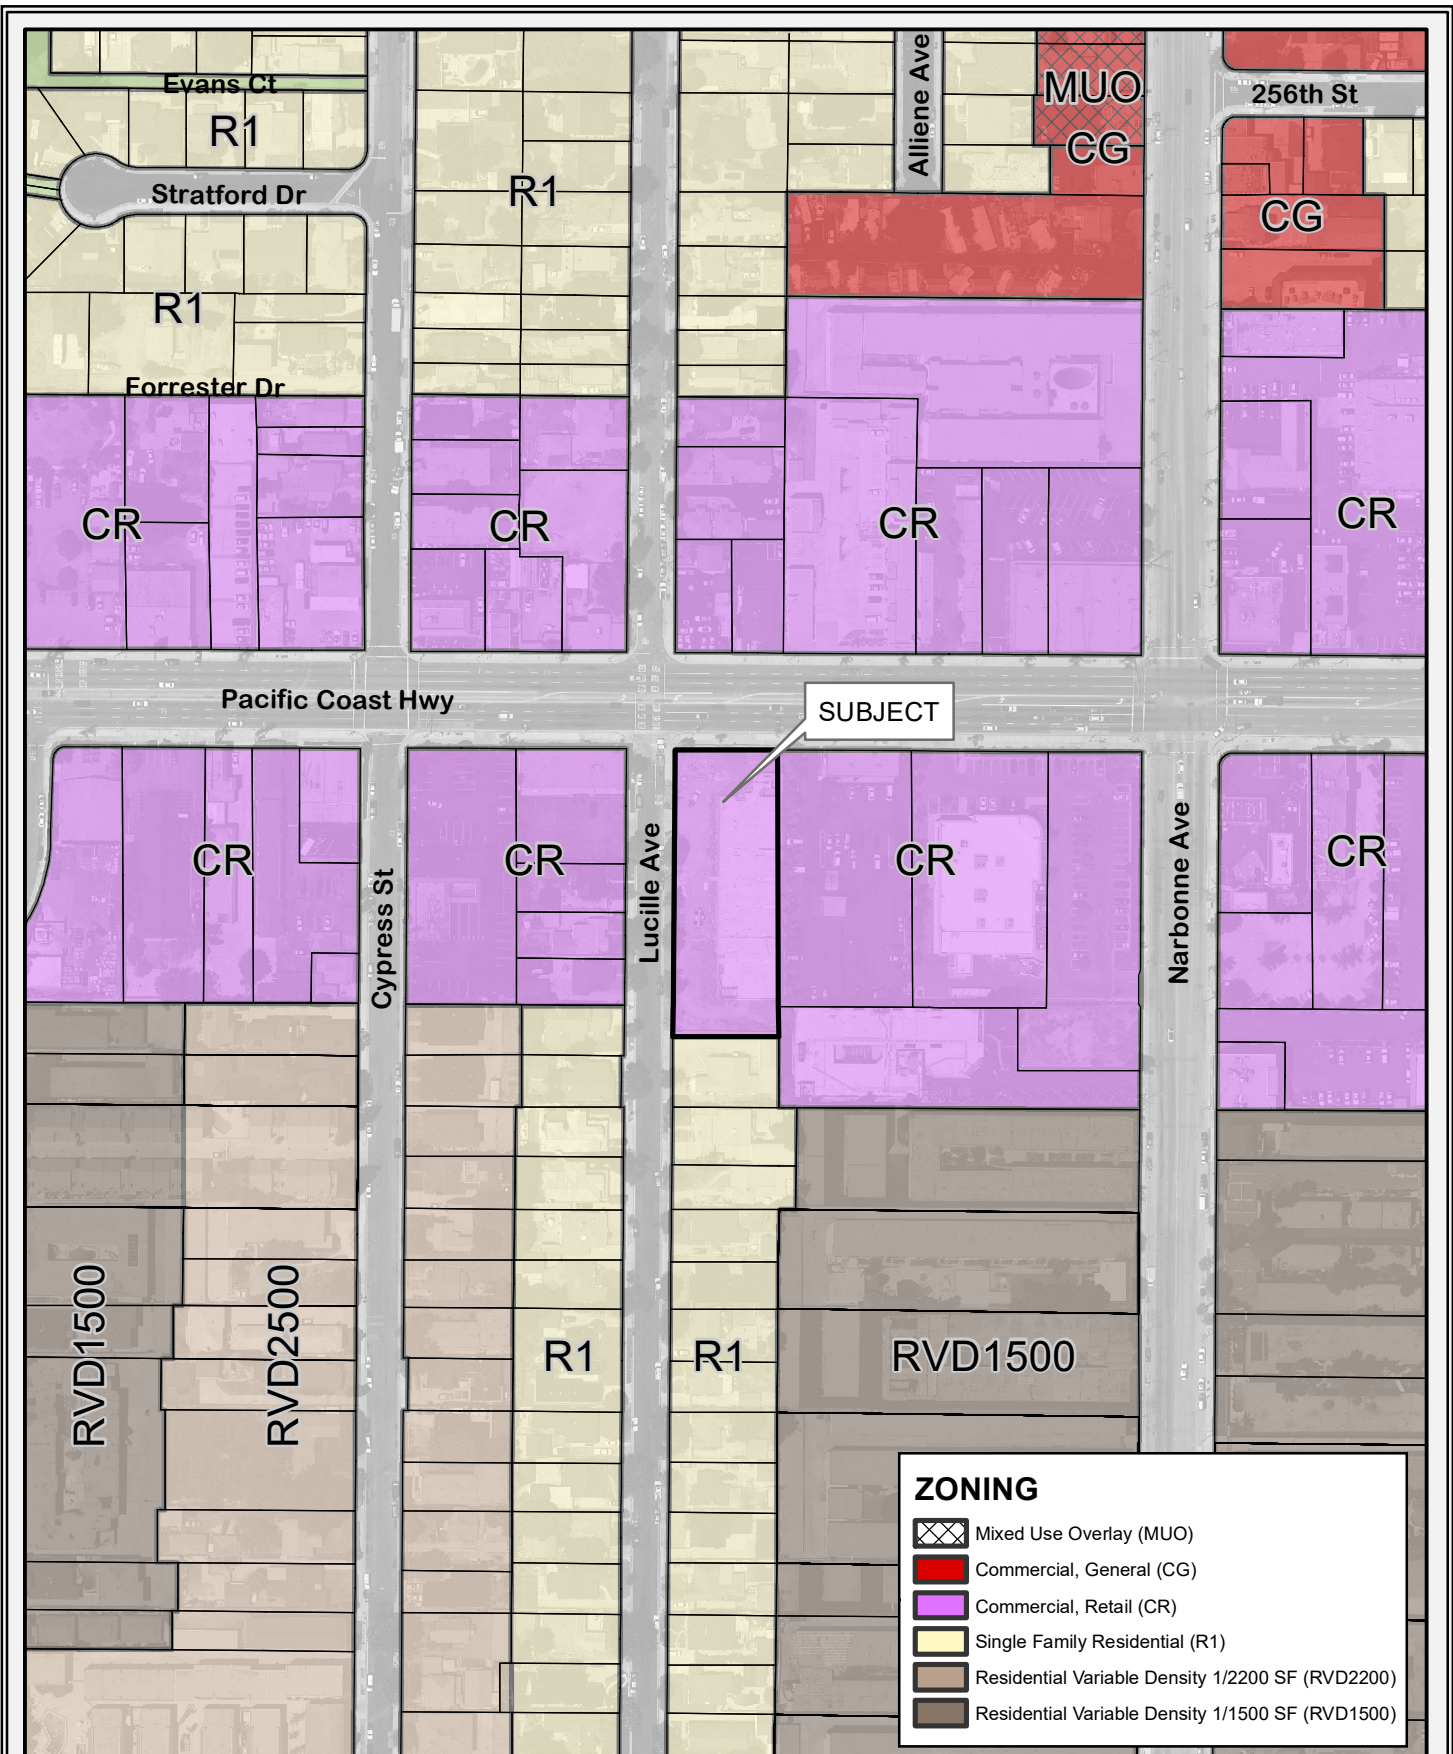 Evans Ct
R1
Stratford Dr
R1
Forrester Dr
R1
Alliene Ave
MUO
CG
256th St
CG
CR
CR
CR
CR
Pacific Coast Hwy
SUBJECT
CR
Cypress St
CR
Lucille Ave
CR
Narbonne Ave
CR
RVD1500
RVD2500
R1
R1
RVD1500
ZONING
Mixed Use Overlay (MUO)
Commercial, General (CG)
Commercial, Retail (CR)
Single Family Residential (R1)
Residential Variable Density 1/2200 SF (RVD2200)
Residential Variable Density 1/1500 SF (RVD1500)